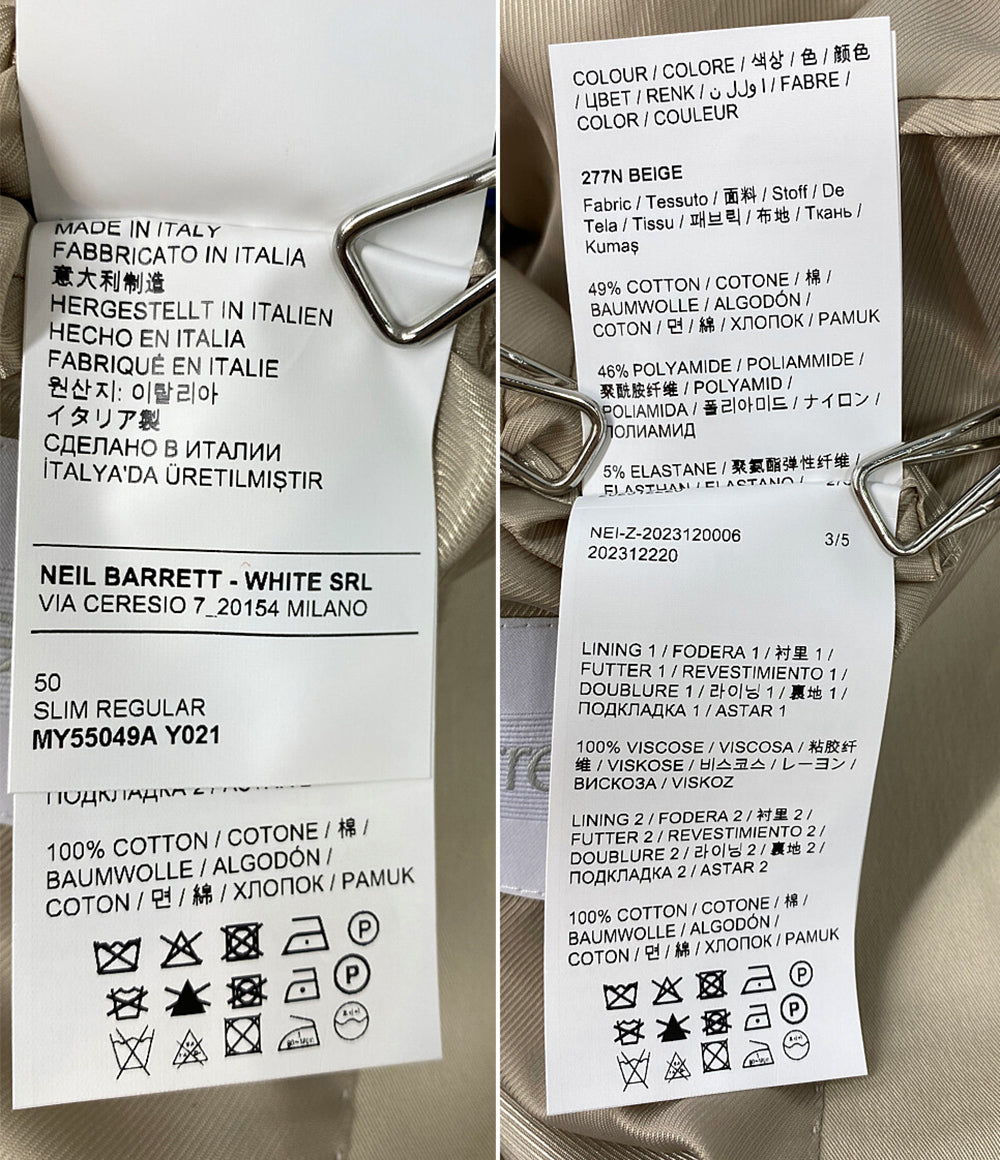 MADE IN ITALY
FABBRICATO IN ITALIA
意大利制造
HERGESTELLT IN ITALIEN
HECHO EN ITALIA
FABRIQUÉ EN ITALIE
원산지: 이탈리아
イタリア製
СДЕЛАНО В ИТАЛИИ
İTALYA'DA ÜRETILMIŞTIR
NEIL BARRETT - WHITE SRL
VIA CERESIO 7_20154 MILANO
50
SLIM REGULAR
MY55049A Y021
ПОДКЛАДКА 2 / ASTAR 2
100% COTTON / COTONE / 棉 /
BAUMWOLLE / ALGODÓN /
COTON / 면 / 綿 / ХЛОПОК / PAMUK
P
P
COLOUR / COLORE / 색상 / 色 / 颜色
/ ЦВЕТ / RENK / ا وﻟﻠ ن / FABRE /
COLOR / COULEUR
277N BEIGE
Fabric / Tessuto / 面料 / Stoff / De
Tela / Tissu / 패브릭 / 布地 / Ткань /
Kumaş
49% COTTON / COTONE / 棉 /
BAUMWOLLE / ALGODÓN /
COTON / 면 / 綿 / ХЛОПОК / PAMUK
46% POLYAMIDE / POLIAMMIDE /
聚酰胺纤维 / POLYAMID /
POLIAMIDA / 폴리아미드 / ナイロン /
ПОЛИАМИД
5% ELASTANE / 聚氨酯弹性纤维 /
ELASTHAN / ELASTANO / 2/5
NEI-Z-2023120006 3/5
202312220
LINING 1 / FODERA 1 / 衬里 1 /
FUTTER 1 / REVESTIMIENTO 1 /
DOUBLURE 1 / 라이닝 1 / 裏地 1 /
ПОДКЛАДКА 1 / ASTAR 1
100% VISCOSE / VISCOSA / 粘胶纤
维 / VISKOSE / 비스코스 / レーヨン /
ВИСКОЗА / VISKOZ
LINING 2 / FODERA 2 / 衬里 2 /
FUTTER 2 / REVESTIMIENTO 2 /
DOUBLURE 2 / 라이닝 2 / 裏地 2 /
ПОДКЛАДКА 2 / ASTAR 2
100% COTTON / COTONE / 棉 /
BAUMWOLLE / ALGODÓN /
COTON / 면 / 綿 / ХЛОПОК / PAMUK
P
P